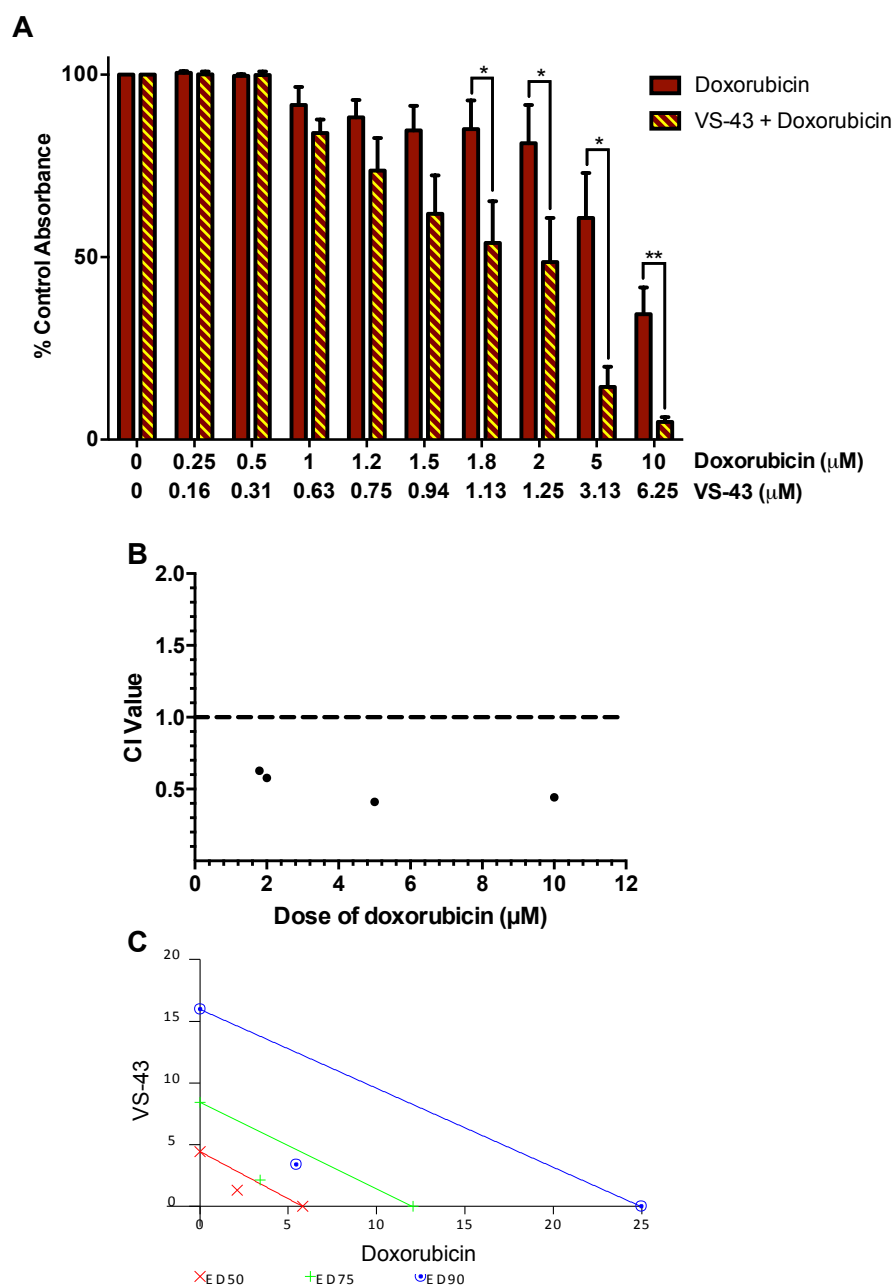 A
% Control Absorbance
100
50
0
* * * **
Doxorubicin
VS-43 + Doxorubicin
0 0.25 0.5 1 1.2 1.5 1.8 2 5 10 Doxorubicin (μM)
0 0.16 0.31 0.63 0.75 0.94 1.13 1.25 3.13 6.25 VS-43 (μM)
B
CI Value
2.0
1.5
1.0
0.5
0 2 4 6 8 10 12
Dose of doxorubicin (µM)
C
VS-43
20
15
10
5
0
0 5 10 15 20 25
Doxorubicin
ED50 ED75 ED90